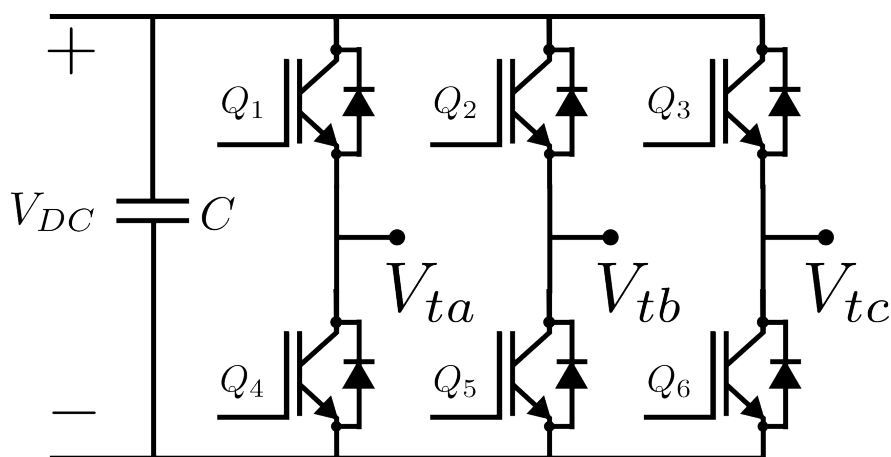 +
Q1 Q2 Q3
VDC C
Vta Vtb Vtc
Q4 Q5 Q6
−